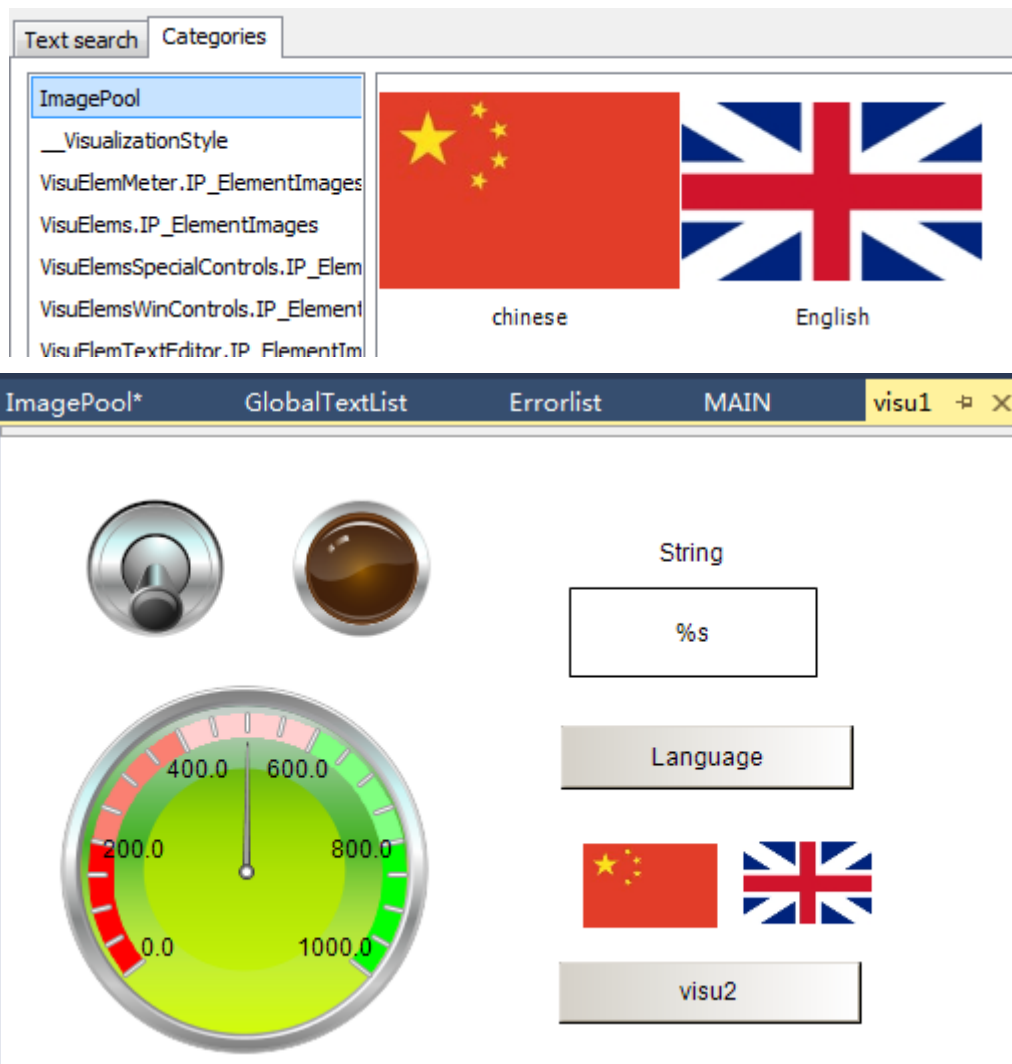 Text search Categories
ImagePool
__VisualizationStyle
VisuElemMeter.IP_ElementImages
VisuElems.IP_ElementImages
VisuElemsSpecialControls.IP_Elem
VisuElemsWinControls.IP_Element
VisuElemTextEditor.IP_ElementIm
chinese English
ImagePool* GlobalTextList Errorlist MAIN visu1
String
%s
Language
400.0 600.0
200.0 800.0
0.0 1000.0
visu2